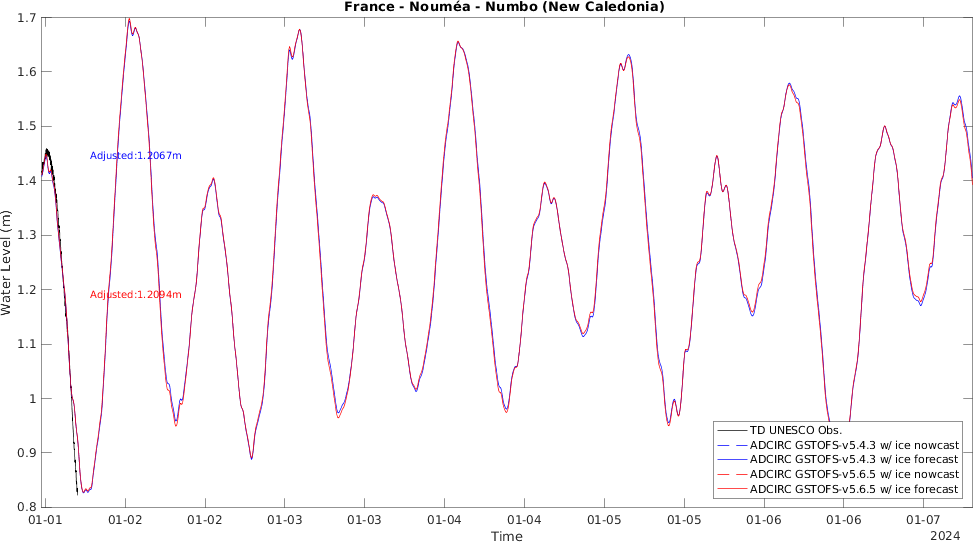 France - Nouméa - Numbo (New Caledonia)
1.7
1.6
1.5
1.4
1.3
1.2
1.1
1
0.9
0.8
Water Level (m)
Adjusted:1.2067m
Adjusted:1.2094m
TD UNESCO Obs.
ADCIRC GSTOFS-v5.4.3 w/ ice nowcast
ADCIRC GSTOFS-v5.4.3 w/ ice forecast
ADCIRC GSTOFS-v5.6.5 w/ ice nowcast
ADCIRC GSTOFS-v5.6.5 w/ ice forecast
01-01 01-02 01-02 01-03 01-03 01-04 01-04 01-05 01-05 01-06 01-06 01-07
Time
2024